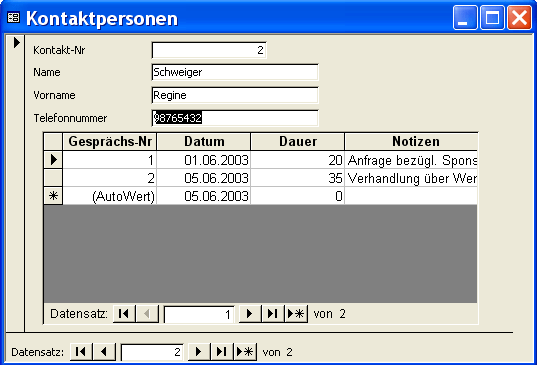 Kontaktpersonen
Kontakt-Nr 2
Name Schweiger
Vorname Regine
Telefonnummer 98765432
Gesprächs-Nr Datum Dauer Notizen
1 01.06.2003 20 Anfrage bezügl. Spons
2 05.06.2003 35 Verhandlung über Wer
(AutoWert) 05.06.2003 0
Datensatz: 1 von 2
Datensatz: 2 von 2